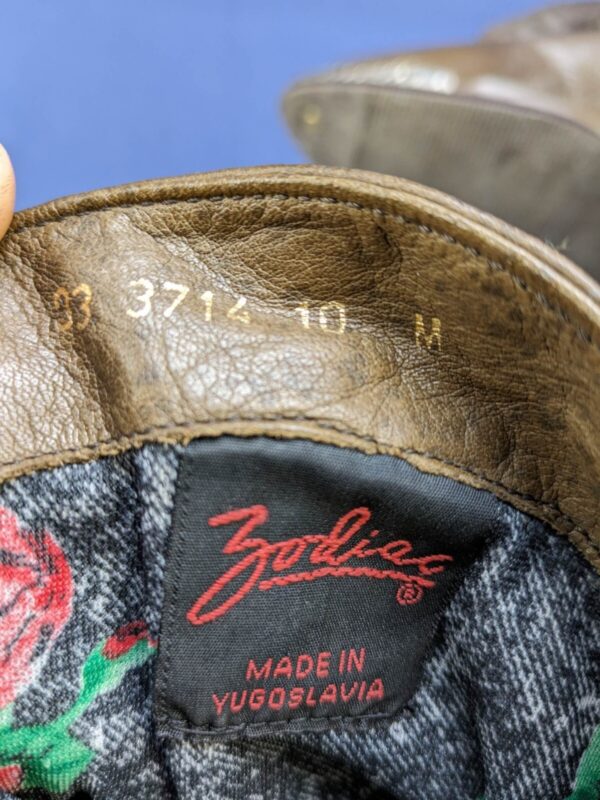 93 3714 10 M
Zodiac ®
MADE IN
YUGOSLAVIA